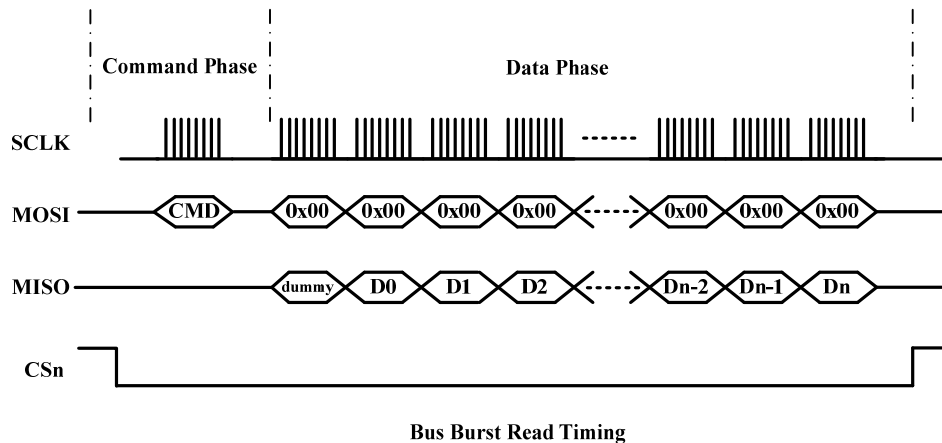 Command Phase Data Phase
SCLK
MOSI CMD 0x00 0x00 0x00 0x00 0x00 0x00 0x00
MISO dummy D0 D1 D2 Dn-2 Dn-1 Dn
CSn
Bus Burst Read Timing